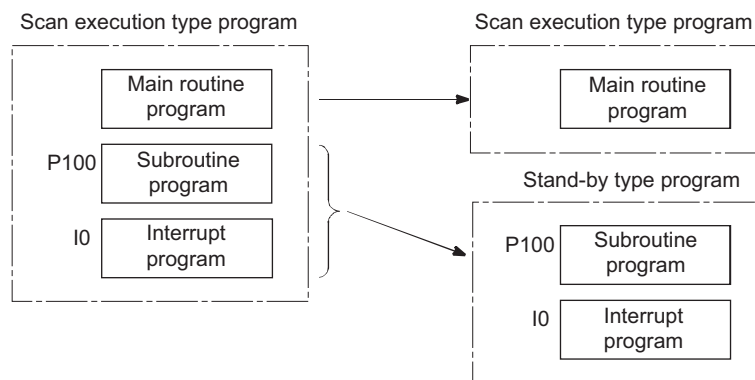 Scan execution type program
Main routine
program
P100
Subroutine
program
I0
Interrupt
program
Scan execution type program
Main routine
program
Stand-by type program
P100
Subroutine
program
I0
Interrupt
program